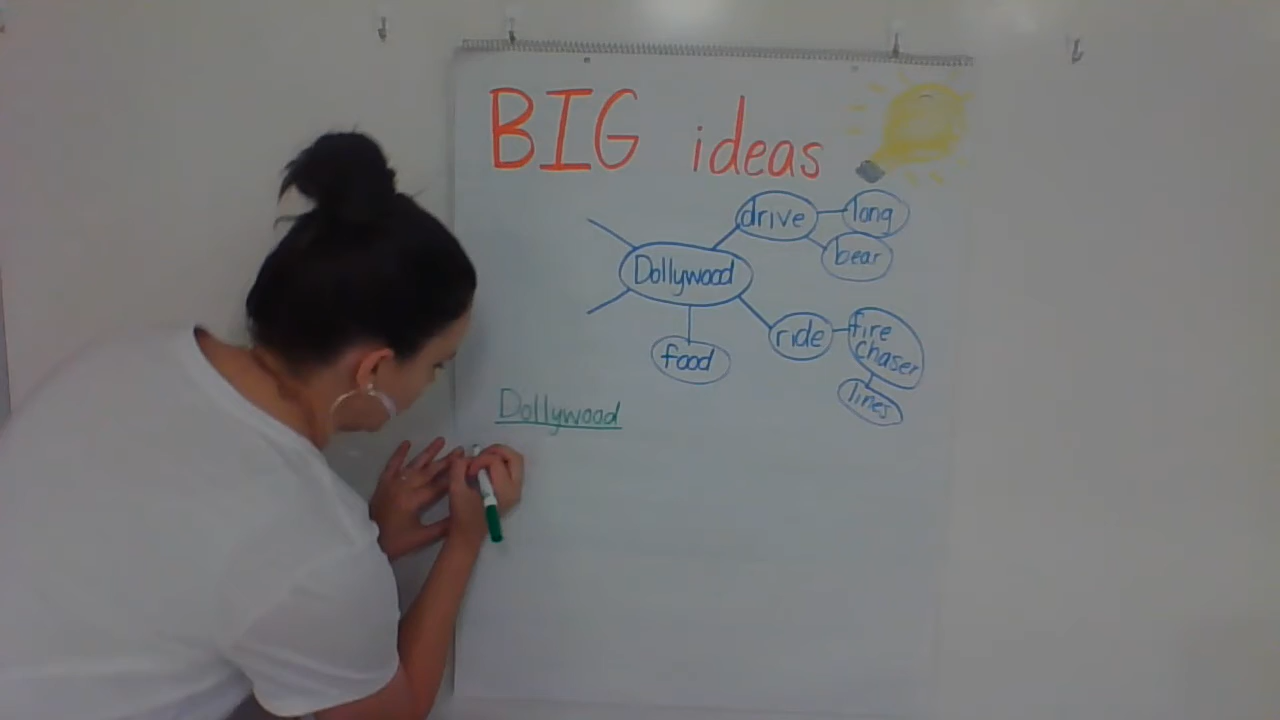 BIG ideas
drive
long
bear
Dollywood
ride
fire
chaser
lines
food
Dollywood